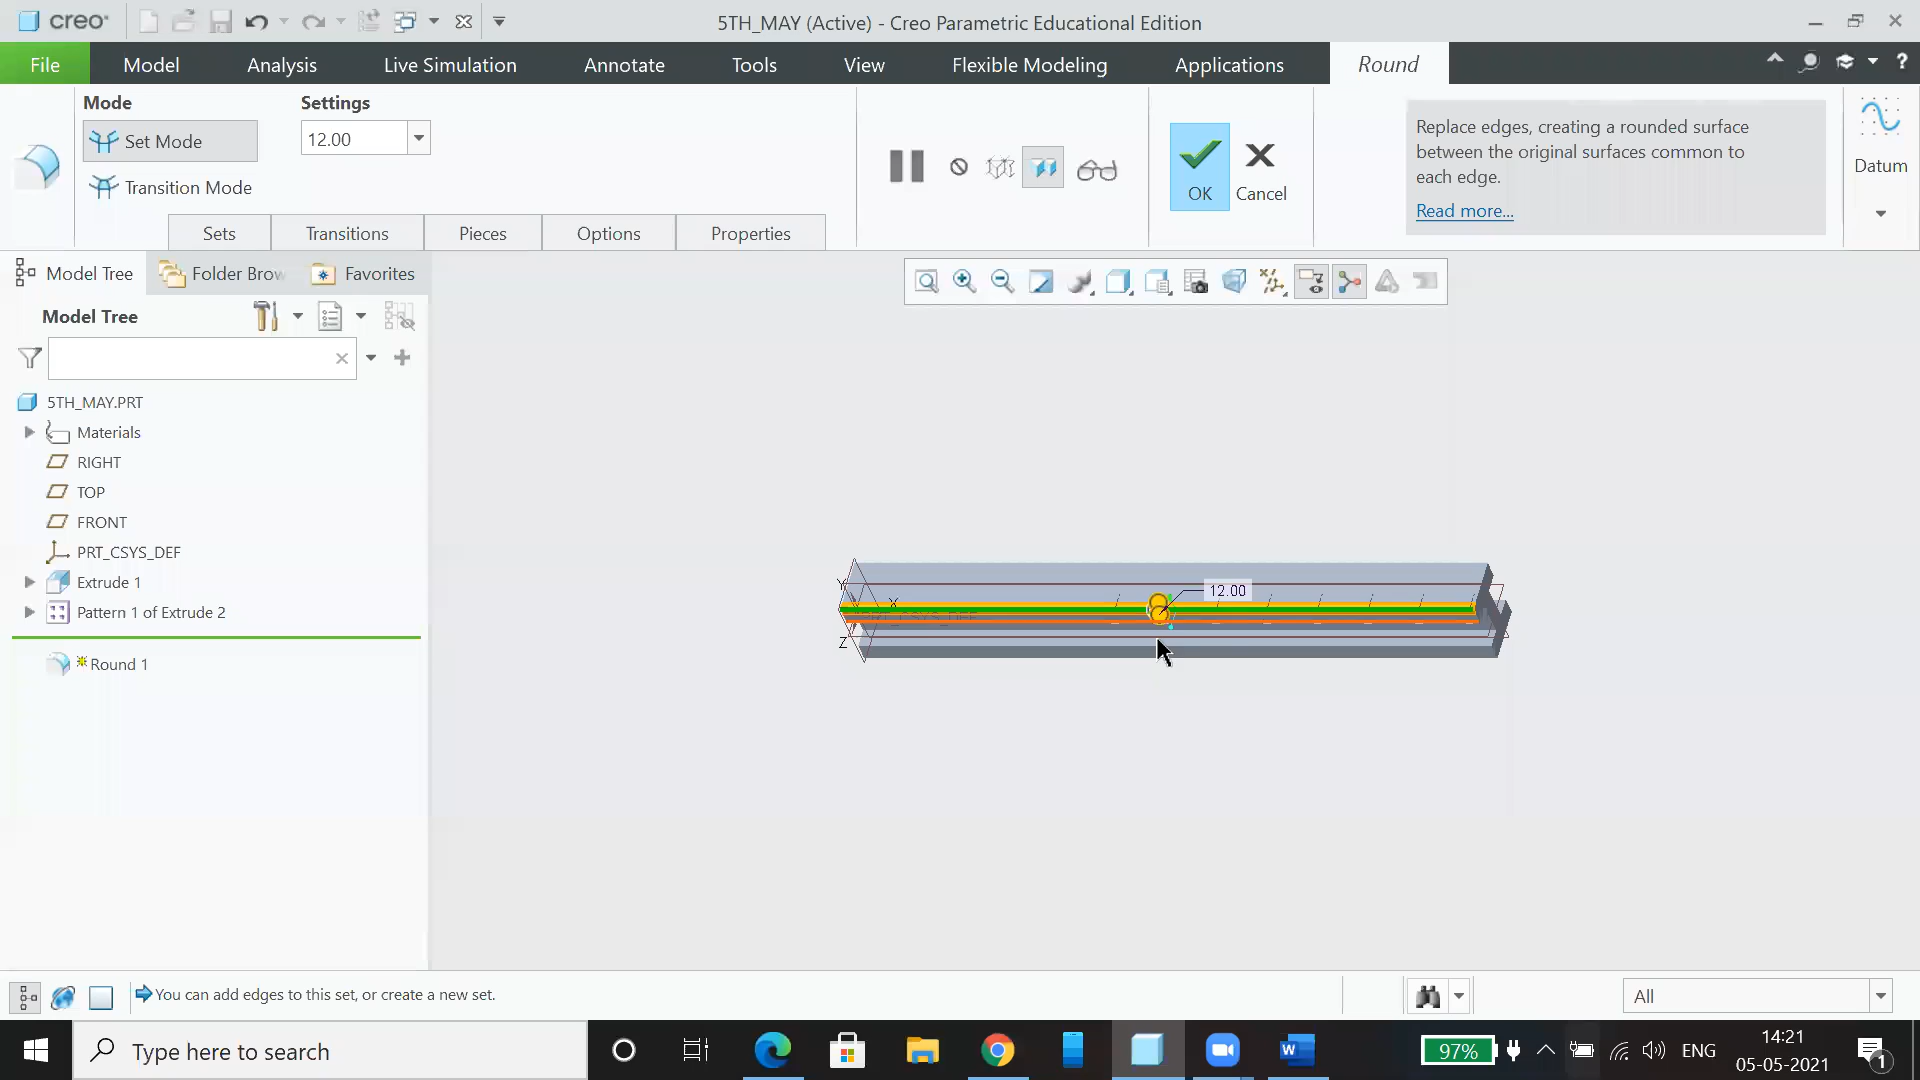 creo
5TH_MAY (Active) - Creo Parametric Educational Edition
File
Model
Analysis
Live Simulation
Annotate
Tools
View
Flexible Modeling
Applications
Round
?
Mode
Set Mode
Transition Mode
Settings
12.00
Sets
Transitions
Pieces
Options
Properties
OK
Cancel
Replace edges, creating a rounded surface
between the original surfaces common to
each edge.
Read more...
Datum
Model Tree
Folder Brow
Favorites
Model Tree
5TH_MAY.PRT
Materials
RIGHT
TOP
FRONT
PRT_CSYS_DEF
Extrude 1
Pattern 1 of Extrude 2
Round 1
12.00
Y
X
PRT_CSYS_DEF
Z
You can add edges to this set, or create a new set.
All
Type here to search
W
97%
ENG
14:21
05-05-2021
1